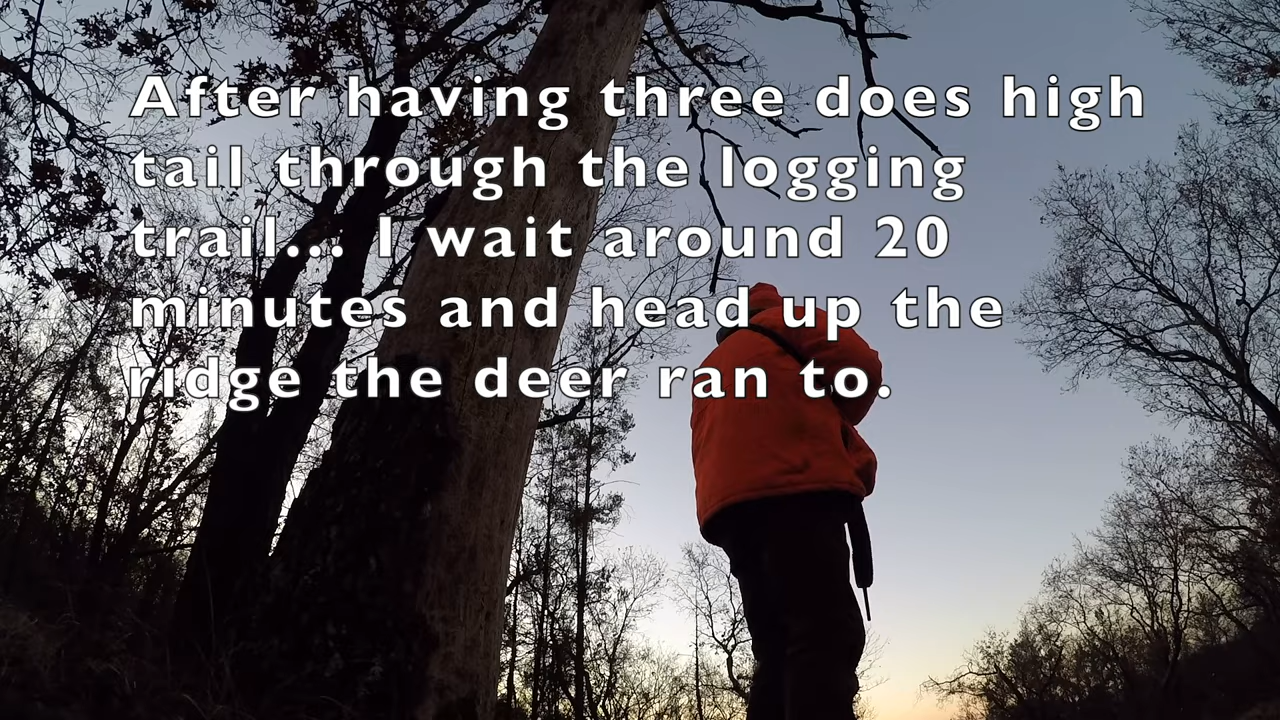 After having three does high
tail through the logging
trail... I wait around 20
minutes and head up the
ridge the deer ran to.